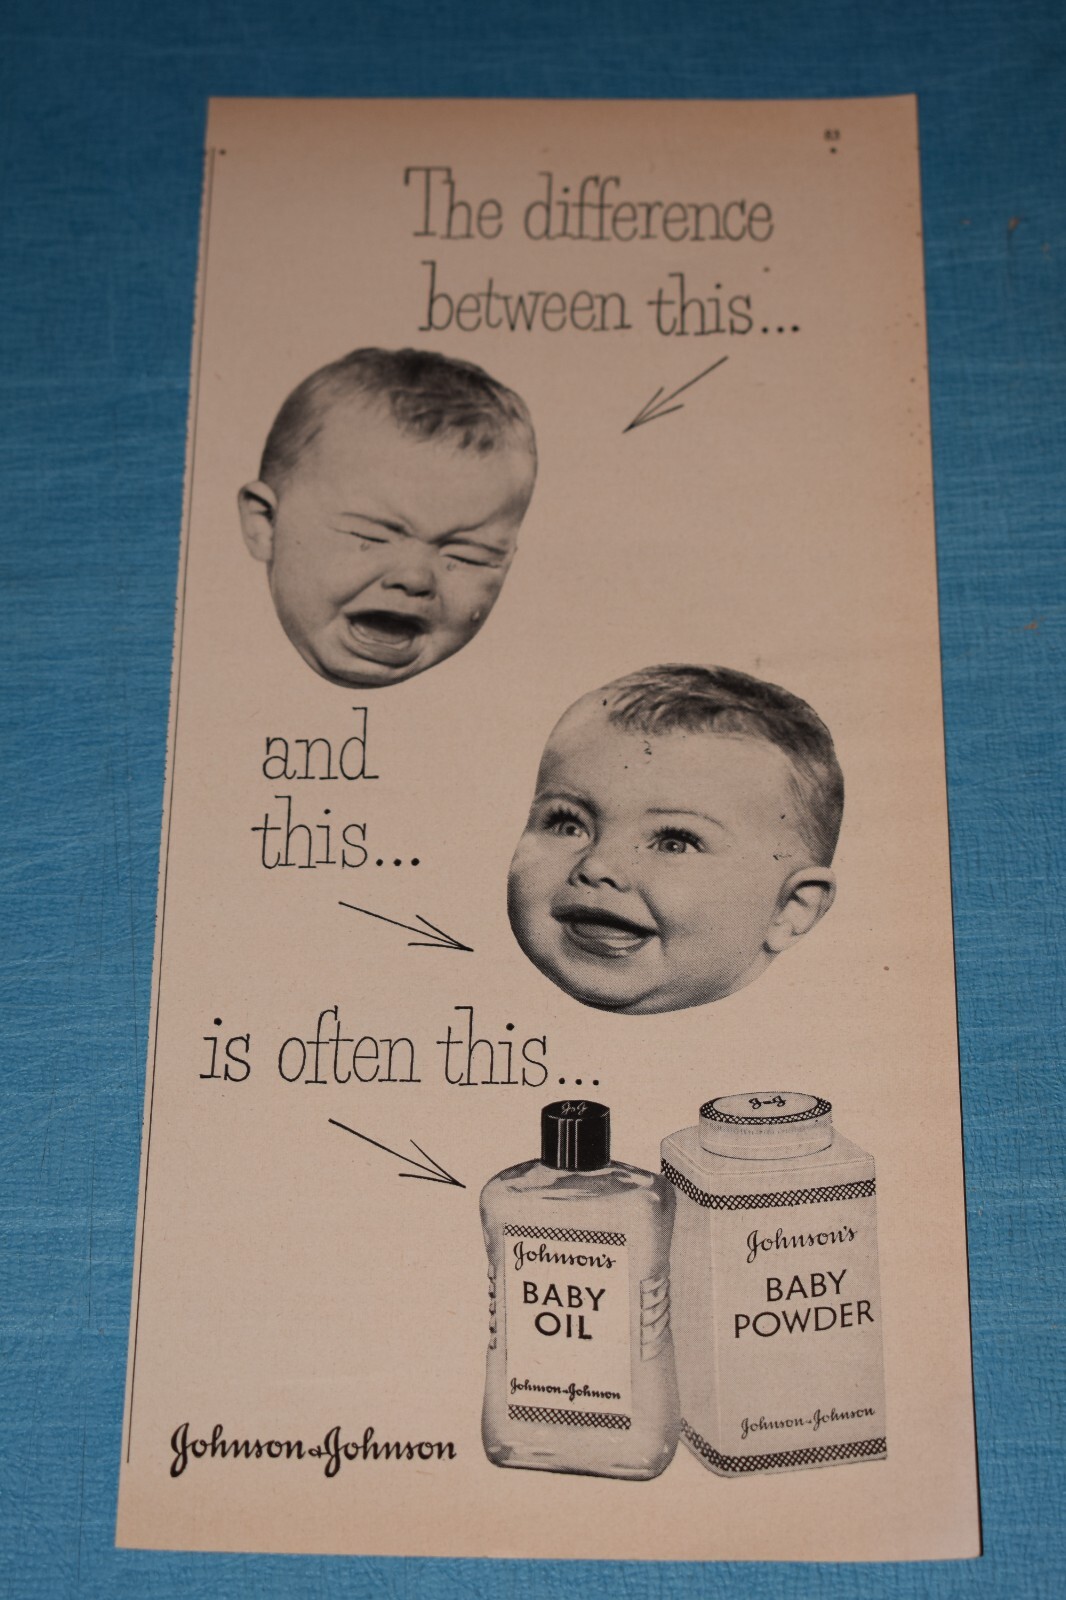 83
The difference
between this...
and
this...
is often this...
J&J
J&J
Johnson's
BABY
OIL
Johnson & Johnson
Johnson's
BABY
POWDER
Johnson & Johnson
Johnson & Johnson